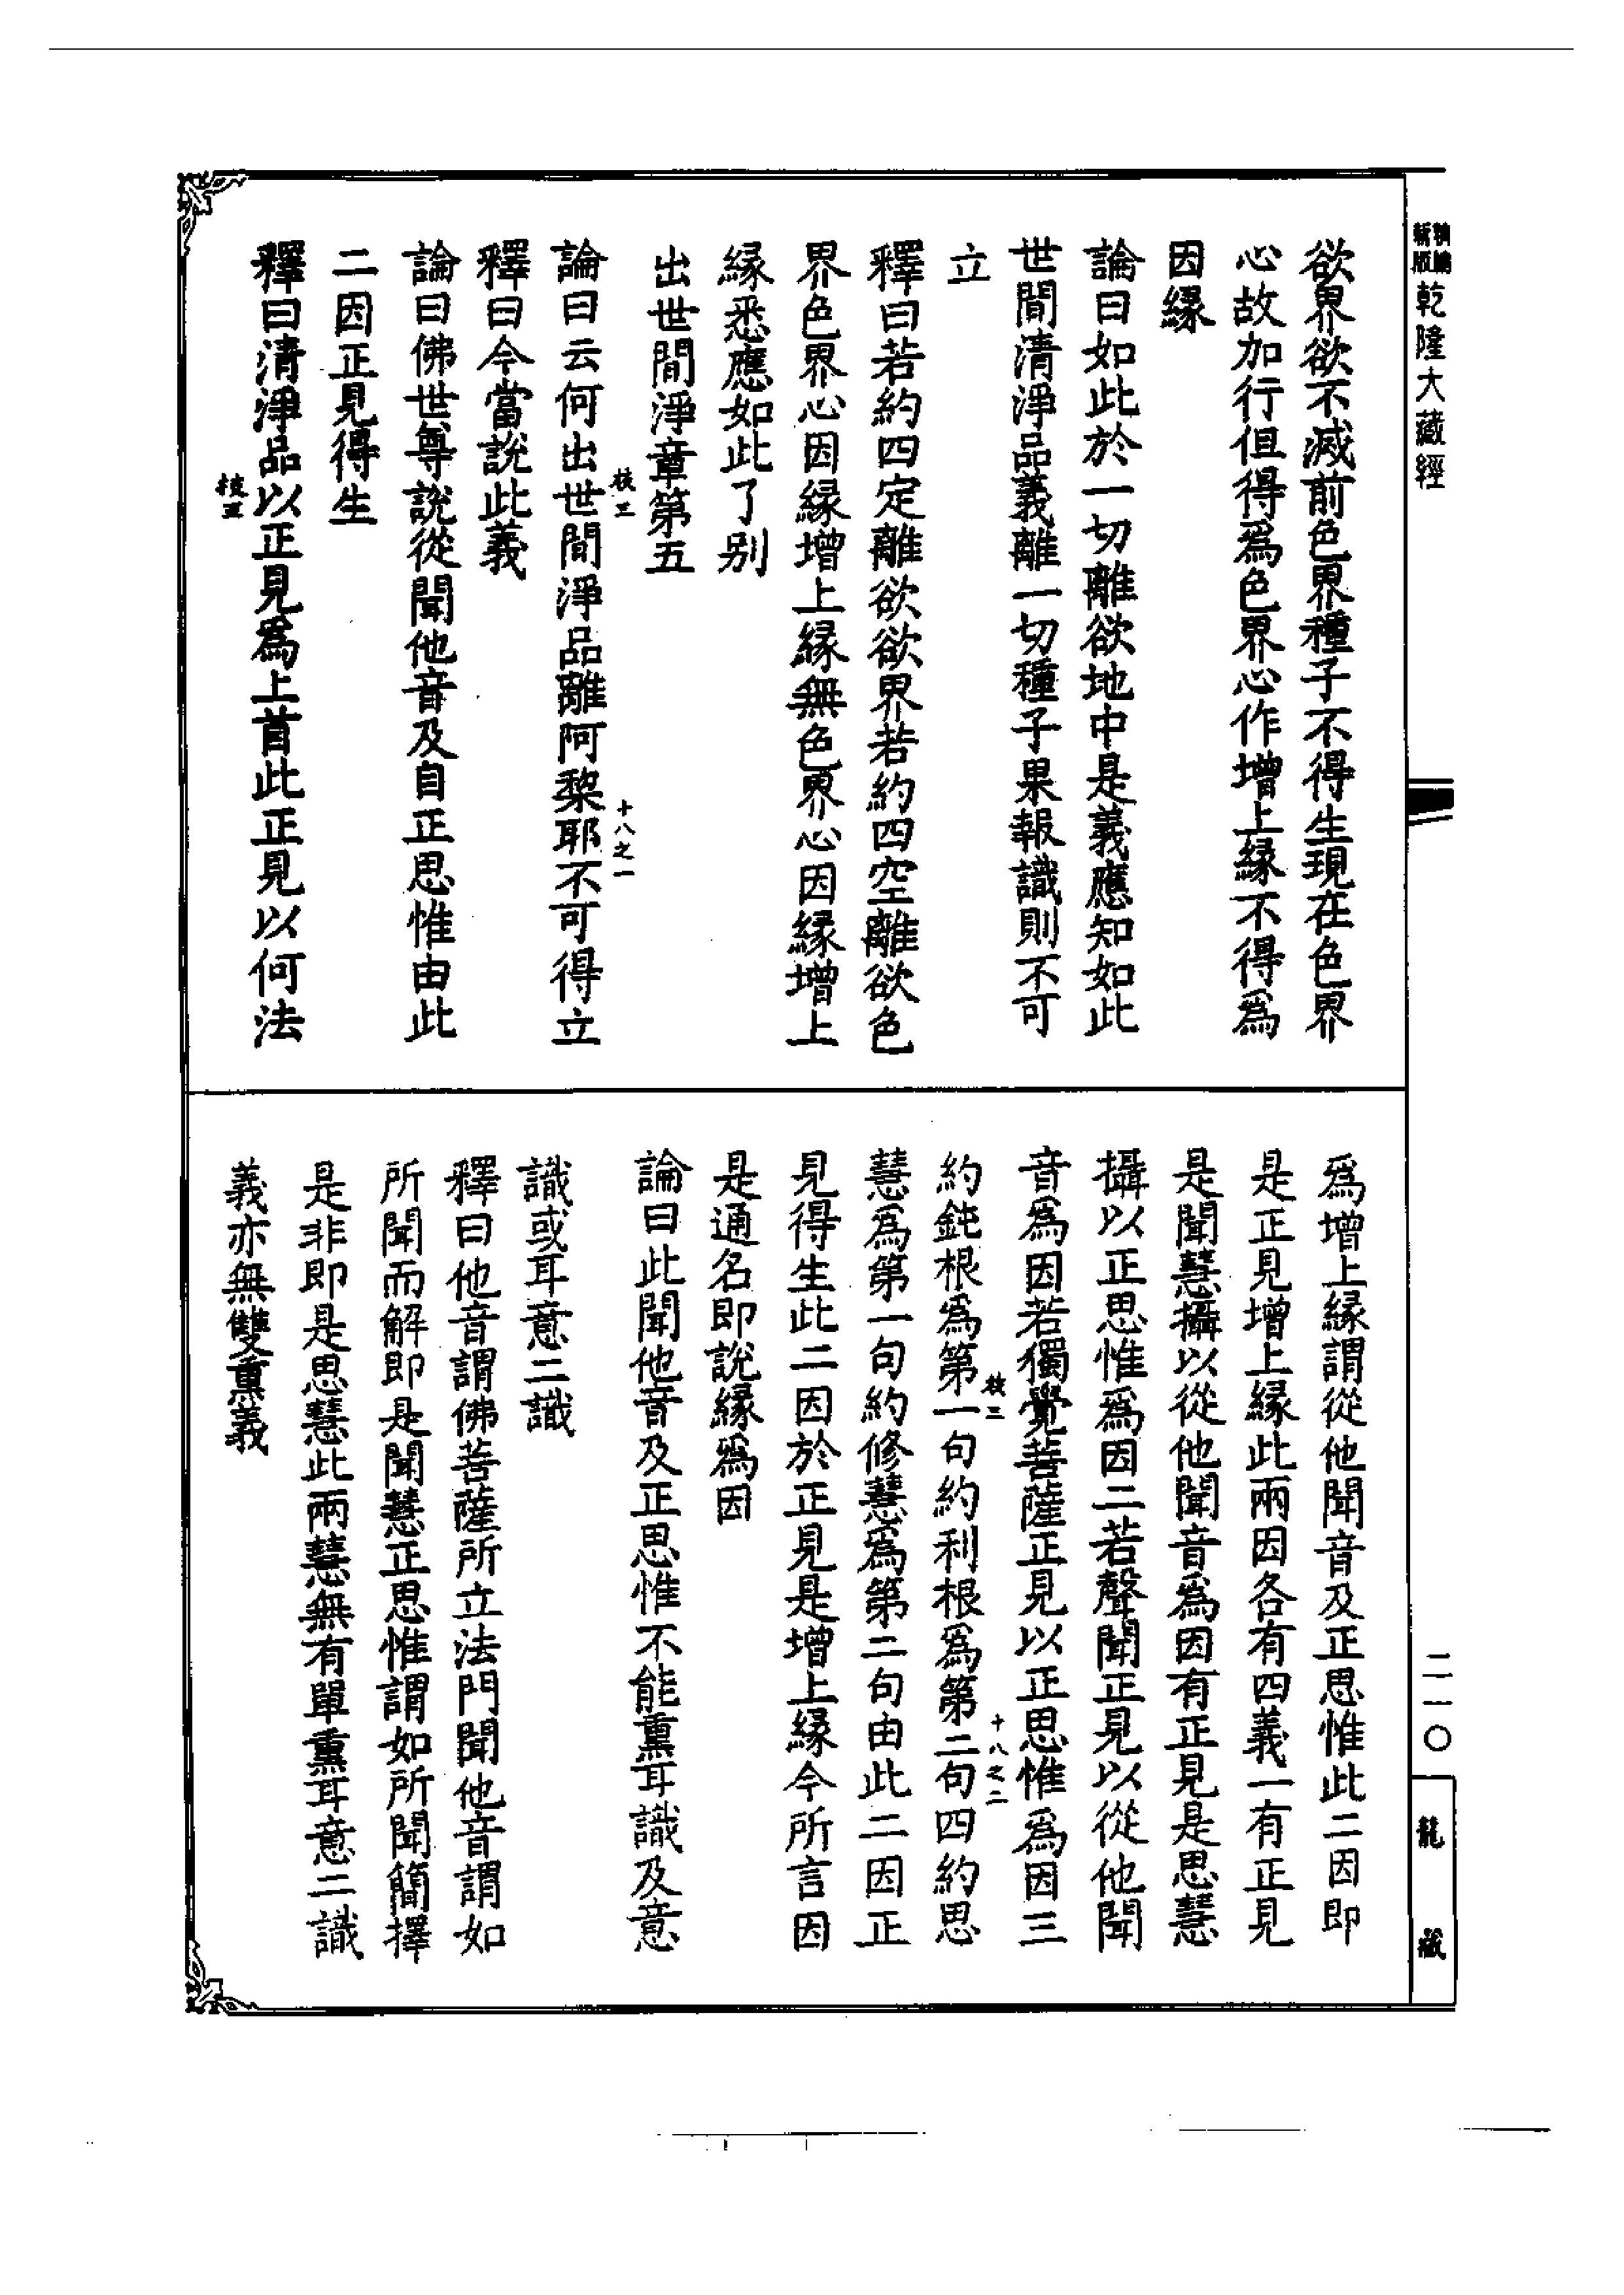 新版
精編
乾隆大藏經
欲界欲不滅前色界種子不得生現在色界
心故加行但得爲色界心作增上緣不得爲
因緣
論曰如此於一切離欲地中是義應知如此
世間清淨品義離一切種子果報識則不可
立
釋曰若約四定離欲欲界若約四空離欲色
界色界心因緣增上緣無色界心因緣增上
緣悉應如此了别
出世間淨章第五
論曰云何出世間淨品離阿黎耶不可得立
釋曰今當說此義
論曰佛世尊說從聞他音及自正思惟由此
二因正見得生
釋曰清淨品以正見爲上首此正見以何法
枝三
十八之一
枝三
爲增上緣謂從他聞音及正思惟此二因即
是正見增上緣此兩因各有四義一有正見
是聞慧攝以從他聞音爲因有正見是思慧
攝以正思惟爲因二若聲聞正見以從他聞
音爲因若獨覺菩薩正見以正思惟爲因三
約鈍根爲第一句約利根爲第二句四約思
慧爲第一句約修慧爲第二句由此二因正
見得生此二因於正見是增上緣今所言因
是通名即說緣爲因
論曰此聞他音及正思惟不能熏耳識及意
識或耳意二識
釋曰他音謂佛菩薩所立法門聞他音謂如
所聞而解即是聞慧正思惟謂如所聞簡擇
是非即是思慧此兩慧無有單熏耳意二識
義亦無雙熏義
枝三
十八之二
二一〇
龍藏